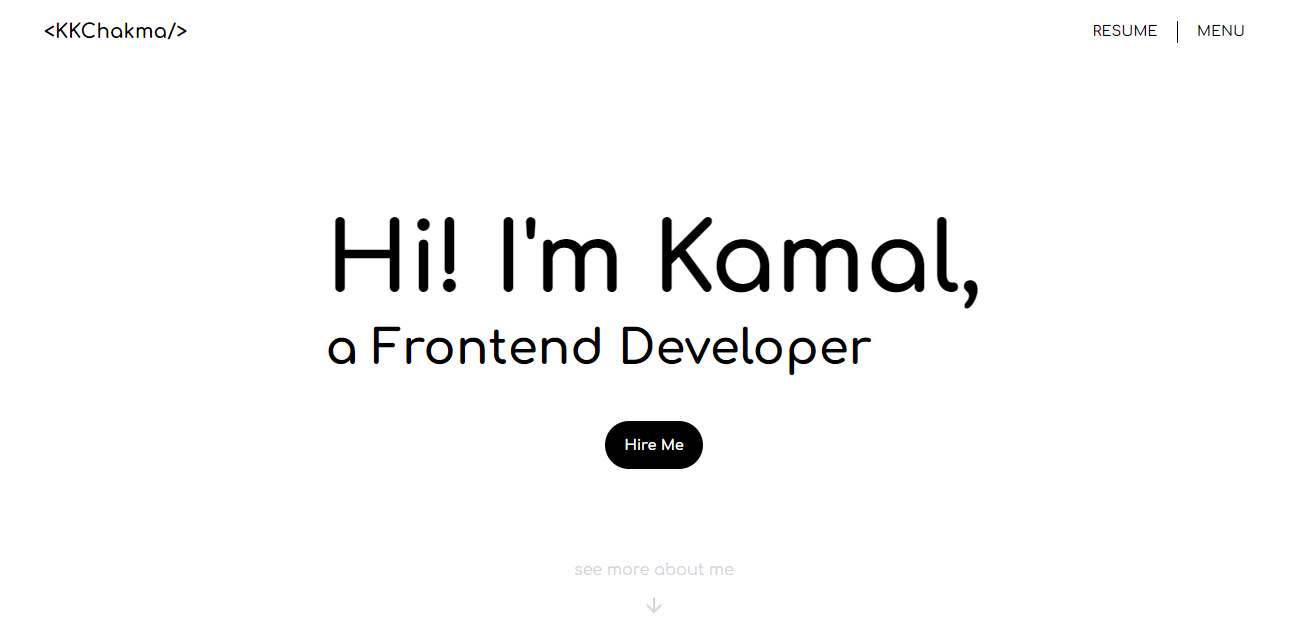 <KKChakma/>
RESUME | MENU
Hi! I'm Kamal,
a Frontend Developer
Hire Me
see more about me